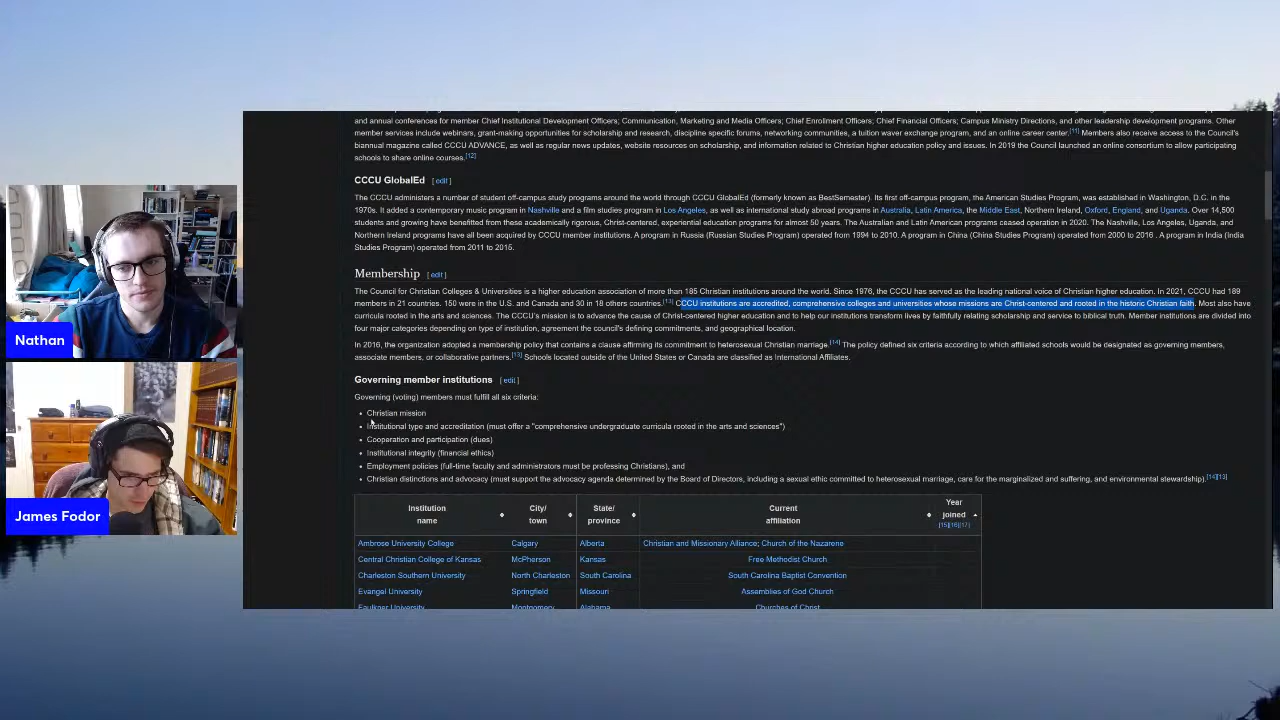 and annual conferences for member Chief Institutional Development Officers; Communication, Marketing and Media Officers; Chief Enrollment Officers; Chief Financial Officers; Campus Ministry Directors, and other leadership development programs. Other
member services include webinars, grant-making opportunities for scholarship and research, discipline specific forums, networking communities, a tuition waver exchange program, and an online career center.[11] Members also receive access to the Council's
biannual magazine called CCCU ADVANCE, as well as regular news updates, website resources on scholarship, and information related to Christian higher education policy and issues. In 2019 the Council launched an online consortium to allow participating
schools to share online courses.[12]
CCCU GlobalEd [ edit ]
The CCCU administers a number of student off-campus study programs around the world through CCCU GlobalEd (formerly known as BestSemester). Its first off-campus program, the American Studies Program, was established in Washington, D.C. in the
1970s. It added a contemporary music program in Nashville and a film studies program in Los Angeles, as well as international study abroad programs in Australia, Latin America, the Middle East, Northern Ireland, Oxford, England, and Uganda. Over 14,500
students and growing have benefitted from these academically rigorous, Christ-centered, experiential education programs for almost 50 years. The Australian and Latin American programs ceased operation in 2020. The Nashville, Los Angeles, Uganda, and
Northern Ireland programs have all been acquired by CCCU member institutions. A program in Russia (Russian Studies Program) operated from 1994 to 2010. A program in China (China Studies Program) operated from 2000 to 2016 . A program in India (India
Studies Program) operated from 2011 to 2015.
Membership [ edit ]
The Council for Christian Colleges & Universities is a higher education association of more than 185 Christian institutions around the world. Since 1976, the CCCU has served as the leading national voice of Christian higher education. In 2021, CCCU had 189
members in 21 countries. 150 were in the U.S. and Canada and 30 in 18 others countries.[13] CCCU institutions are accredited, comprehensive colleges and universities whose missions are Christ-centered and rooted in the historic Christian faith. Most also have
curricula rooted in the arts and sciences. The CCCU's mission is to advance the cause of Christ-centered higher education and to help our institutions transform lives by faithfully relating scholarship and service to biblical truth. Member institutions are divided into
four major categories depending on type of institution, agreement the council's defining commitments, and geographical location.
In 2016, the organization adopted a membership policy that contains a clause affirming its commitment to heterosexual Christian marriage.[14] The policy defined six criteria according to which affiliated schools would be designated as governing members,
associate members, or collaborative partners.[13] Schools located outside of the United States or Canada are classified as International Affiliates.
Governing member institutions [ edit ]
Governing (voting) members must fulfill all six criteria:
• Christian mission
• Institutional type and accreditation (must offer a "comprehensive undergraduate curricula rooted in the arts and sciences")
• Cooperation and participation (dues)
• Institutional integrity (financial ethics)
• Employment policies (full-time faculty and administrators must be professing Christians), and
• Christian distinctions and advocacy (must support the advocacy agenda determined by the Board of Directors, including a sexual ethic committed to heterosexual marriage, care for the marginalized and suffering, and environmental stewardship).[14][13]
Institution name City/ town State/ province Current affiliation Year joined [15][16][17]
Ambrose University College Calgary Alberta Christian and Missionary Alliance; Church of the Nazarene
Central Christian College of Kansas McPherson Kansas Free Methodist Church
Charleston Southern University North Charleston South Carolina South Carolina Baptist Convention
Evangel University Springfield Missouri Assemblies of God Church
Faulkner University Montgomery Alabama Churches of Christ
Nathan
James Fodor